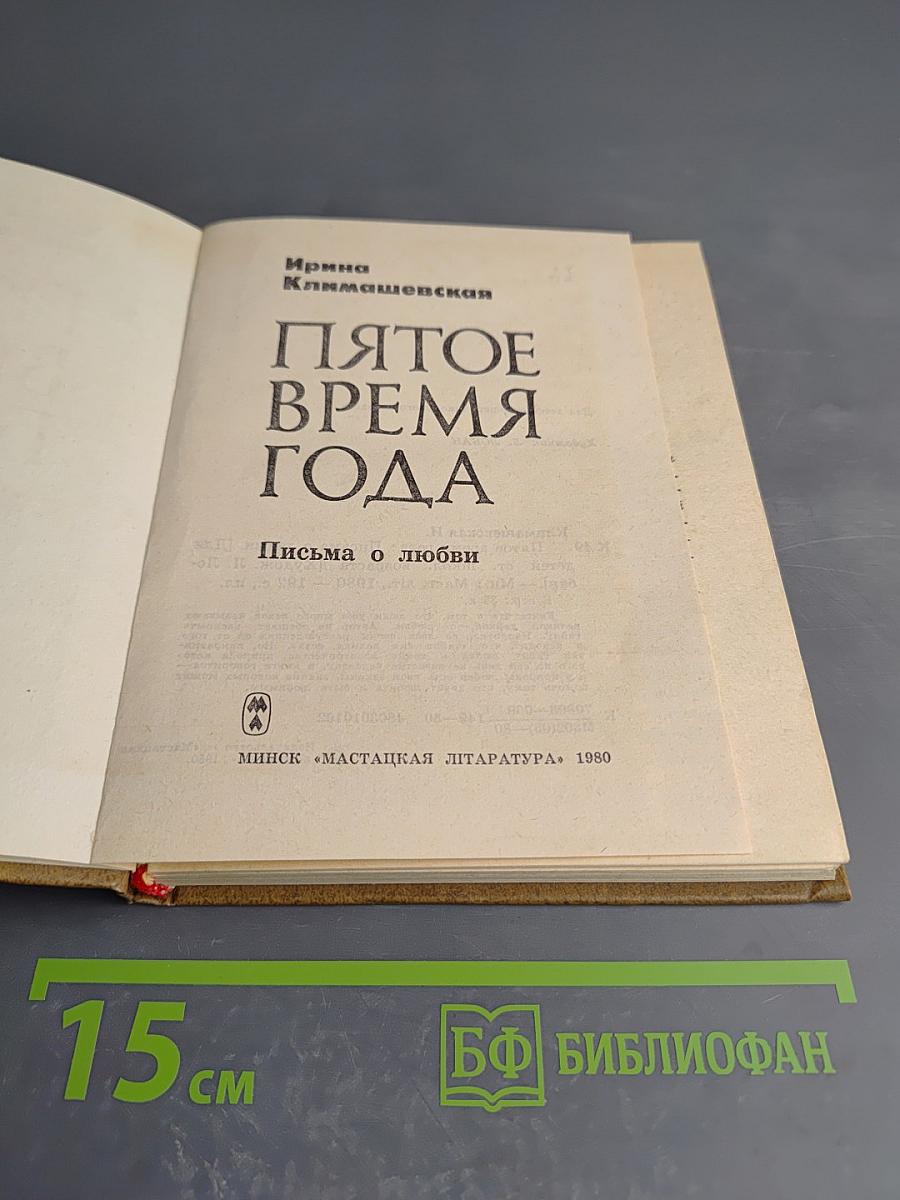 Ирина
Климашевская
ПЯТОЕ
ВРЕМЯ
ГОДА
Письма о любви
МИНСК «МАСТАЦКАЯ ЛІТАРАТУРА» 1980
15 см
БФ БИБЛИОФАН